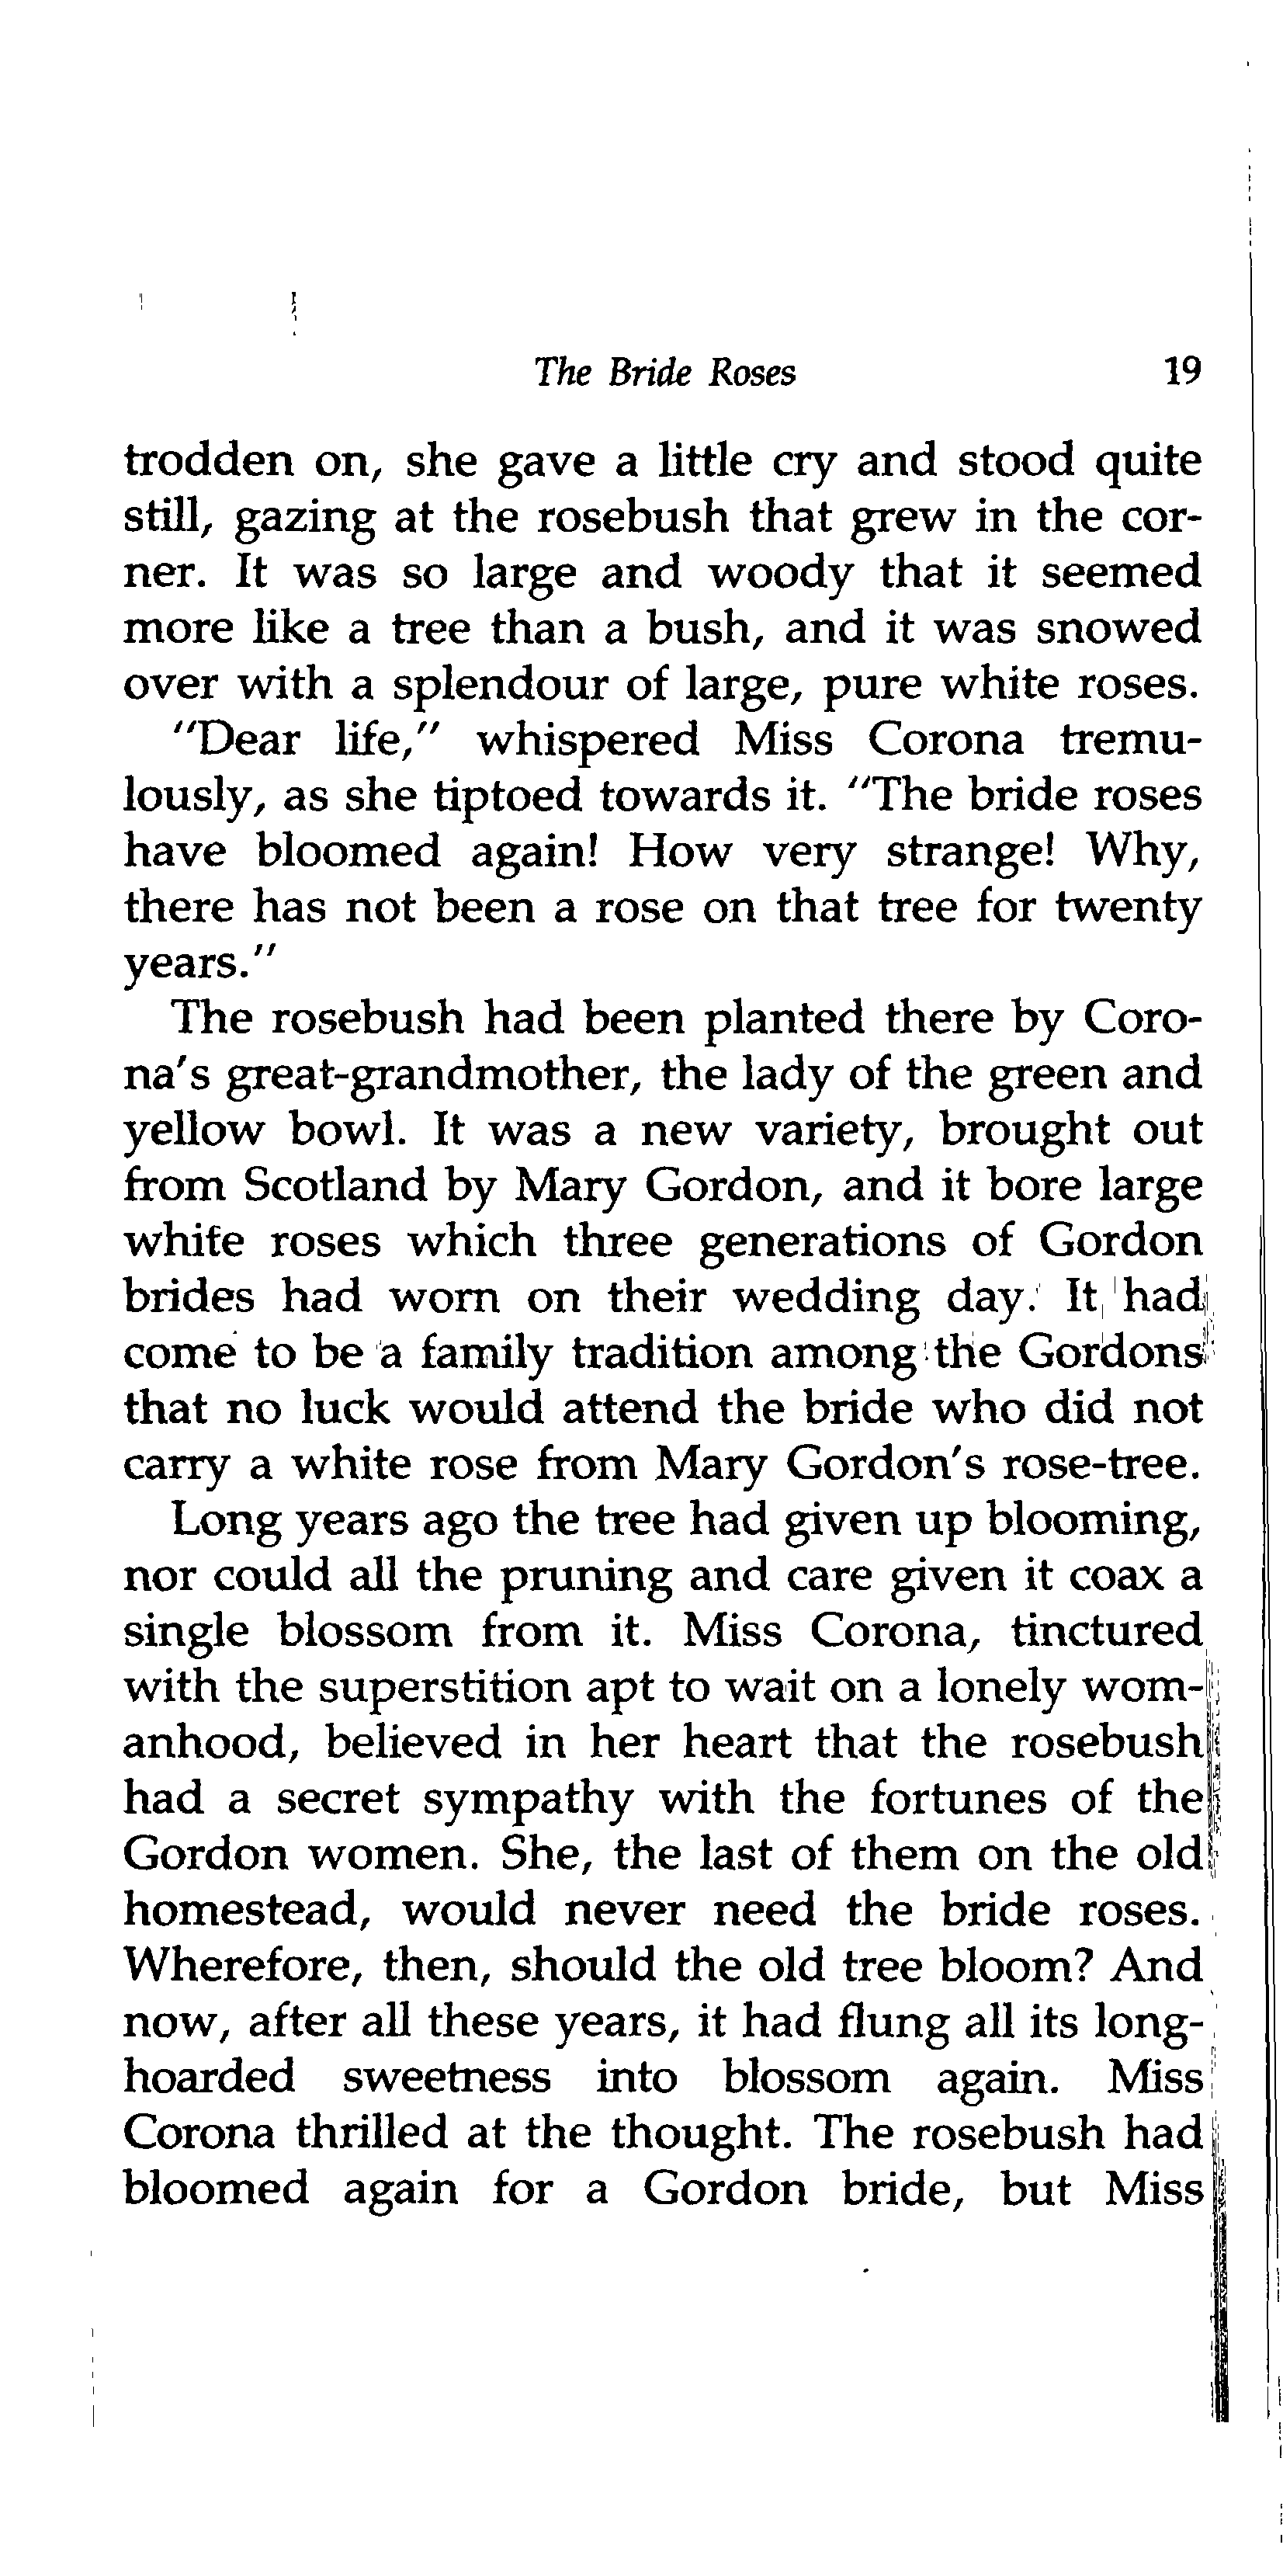 The Bride Roses 19
trodden on, she gave a little cry and stood quite
still, gazing at the rosebush that grew in the cor-
ner. It was so large and woody that it seemed
more like a tree than a bush, and it was snowed
over with a splendour of large, pure white roses.
"Dear life," whispered Miss Corona tremu-
lously, as she tiptoed towards it. "The bride roses
have bloomed again! How very strange! Why,
there has not been a rose on that tree for twenty
years."
The rosebush had been planted there by Coro-
na's great-grandmother, the lady of the green and
yellow bowl. It was a new variety, brought out
from Scotland by Mary Gordon, and it bore large
white roses which three generations of Gordon
brides had worn on their wedding day. It had
come to be a family tradition among the Gordons
that no luck would attend the bride who did not
carry a white rose from Mary Gordon's rose-tree.
Long years ago the tree had given up blooming,
nor could all the pruning and care given it coax a
single blossom from it. Miss Corona, tinctured
with the superstition apt to wait on a lonely wom-
anhood, believed in her heart that the rosebush
had a secret sympathy with the fortunes of the
Gordon women. She, the last of them on the old
homestead, would never need the bride roses.
Wherefore, then, should the old tree bloom? And
now, after all these years, it had flung all its long-
hoarded sweetness into blossom again. Miss
Corona thrilled at the thought. The rosebush had
bloomed again for a Gordon bride, but Miss